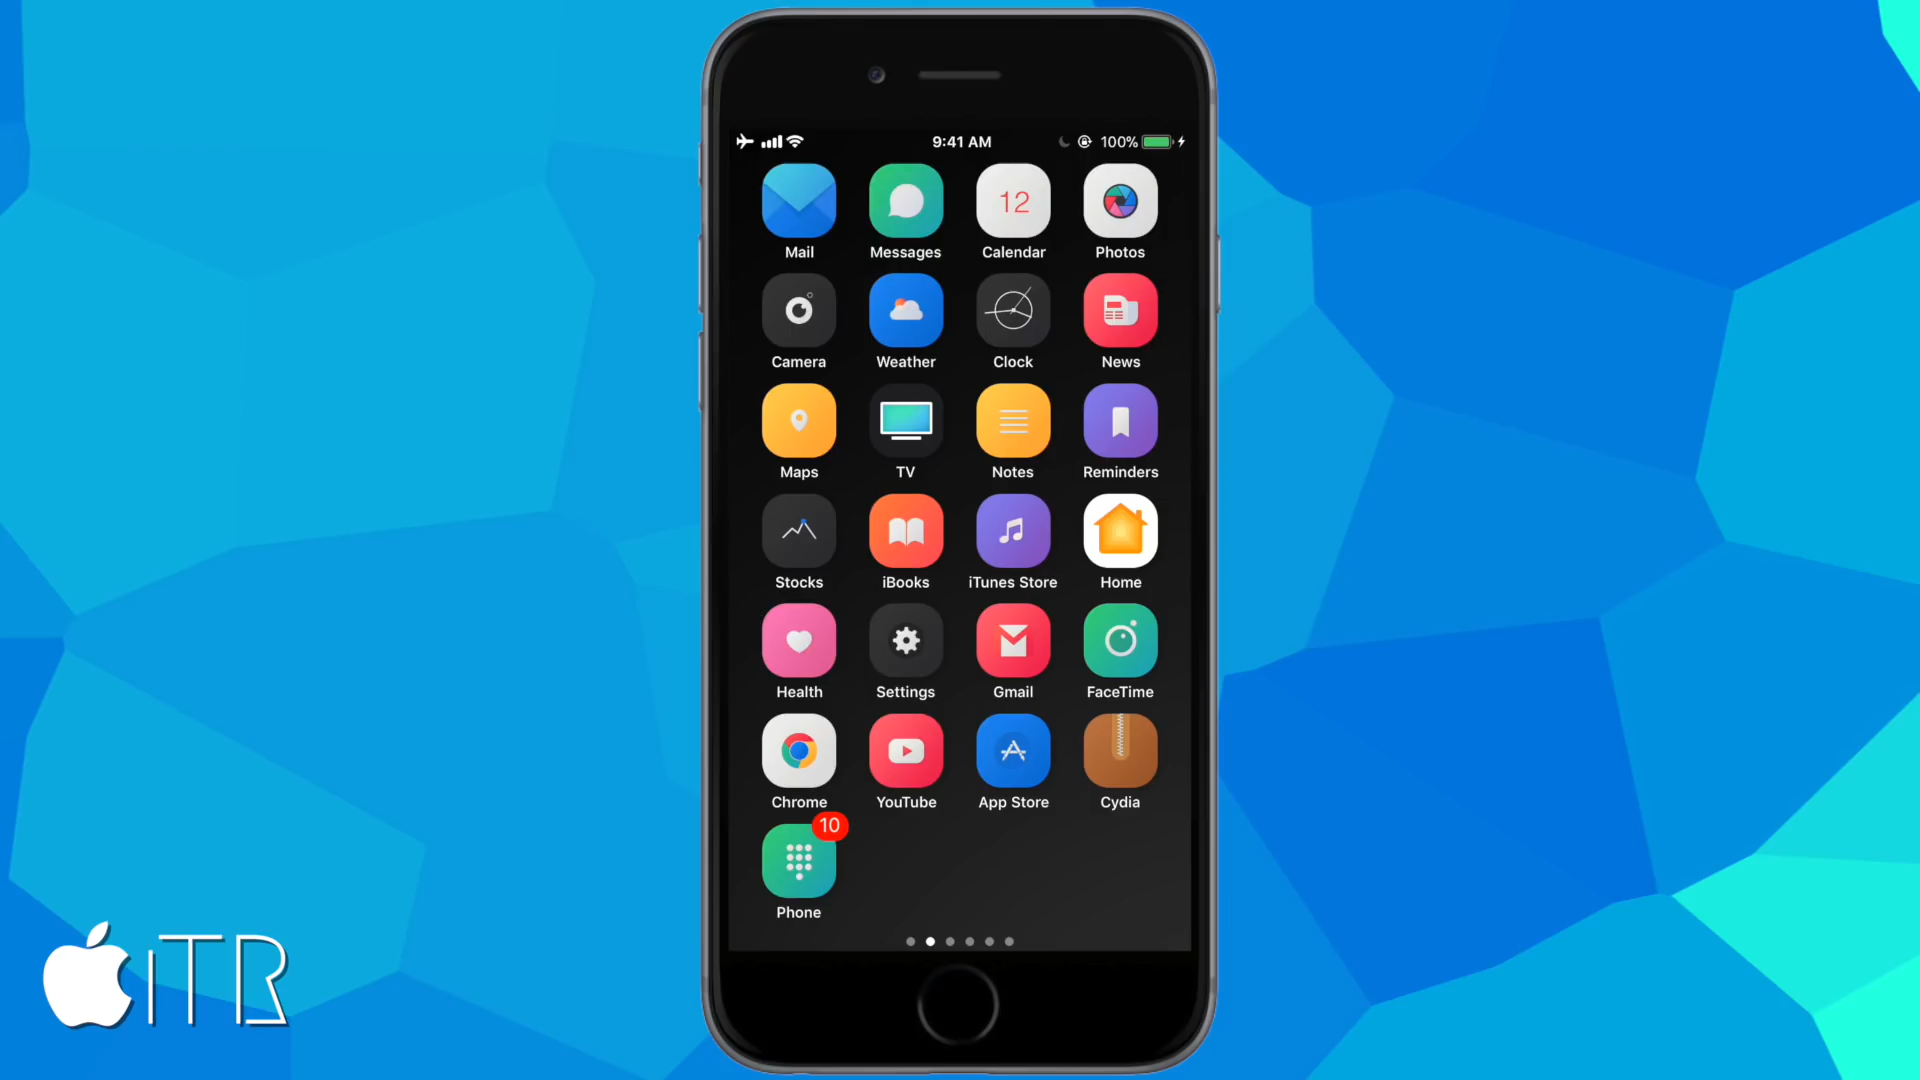 9:41 AM 100%
12
Mail Messages Calendar Photos
Camera Weather Clock News
Maps TV Notes Reminders
Stocks iBooks iTunes Store Home
Health Settings Gmail FaceTime
Chrome YouTube App Store Cydia
10
Phone
iTR